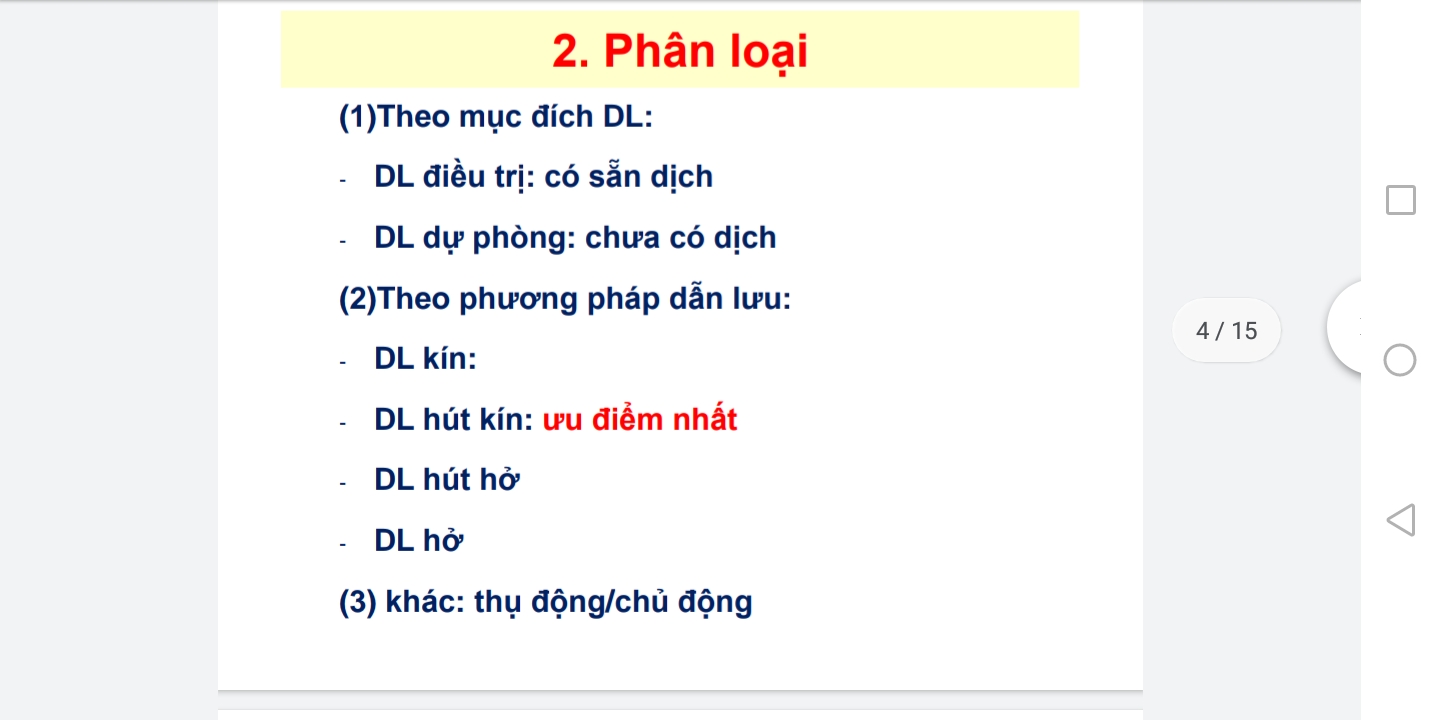 2. Phân loại
(1)Theo mục đích DL:
- DL điều trị: có sẵn dịch
- DL dự phòng: chưa có dịch
(2)Theo phương pháp dẫn lưu:
- DL kín:
- DL hút kín: ưu điểm nhất
- DL hút hở
- DL hở
(3) khác: thụ động/chủ động
4 / 15